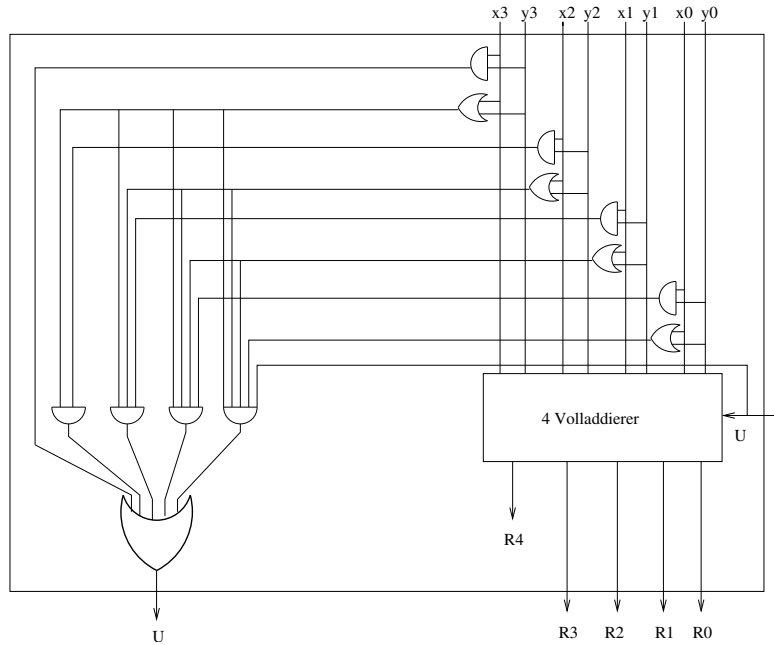 x3 y3 x2 y2 x1 y1 x0 y0
4 Volladdierer
U
R4
U
R3 R2 R1 R0